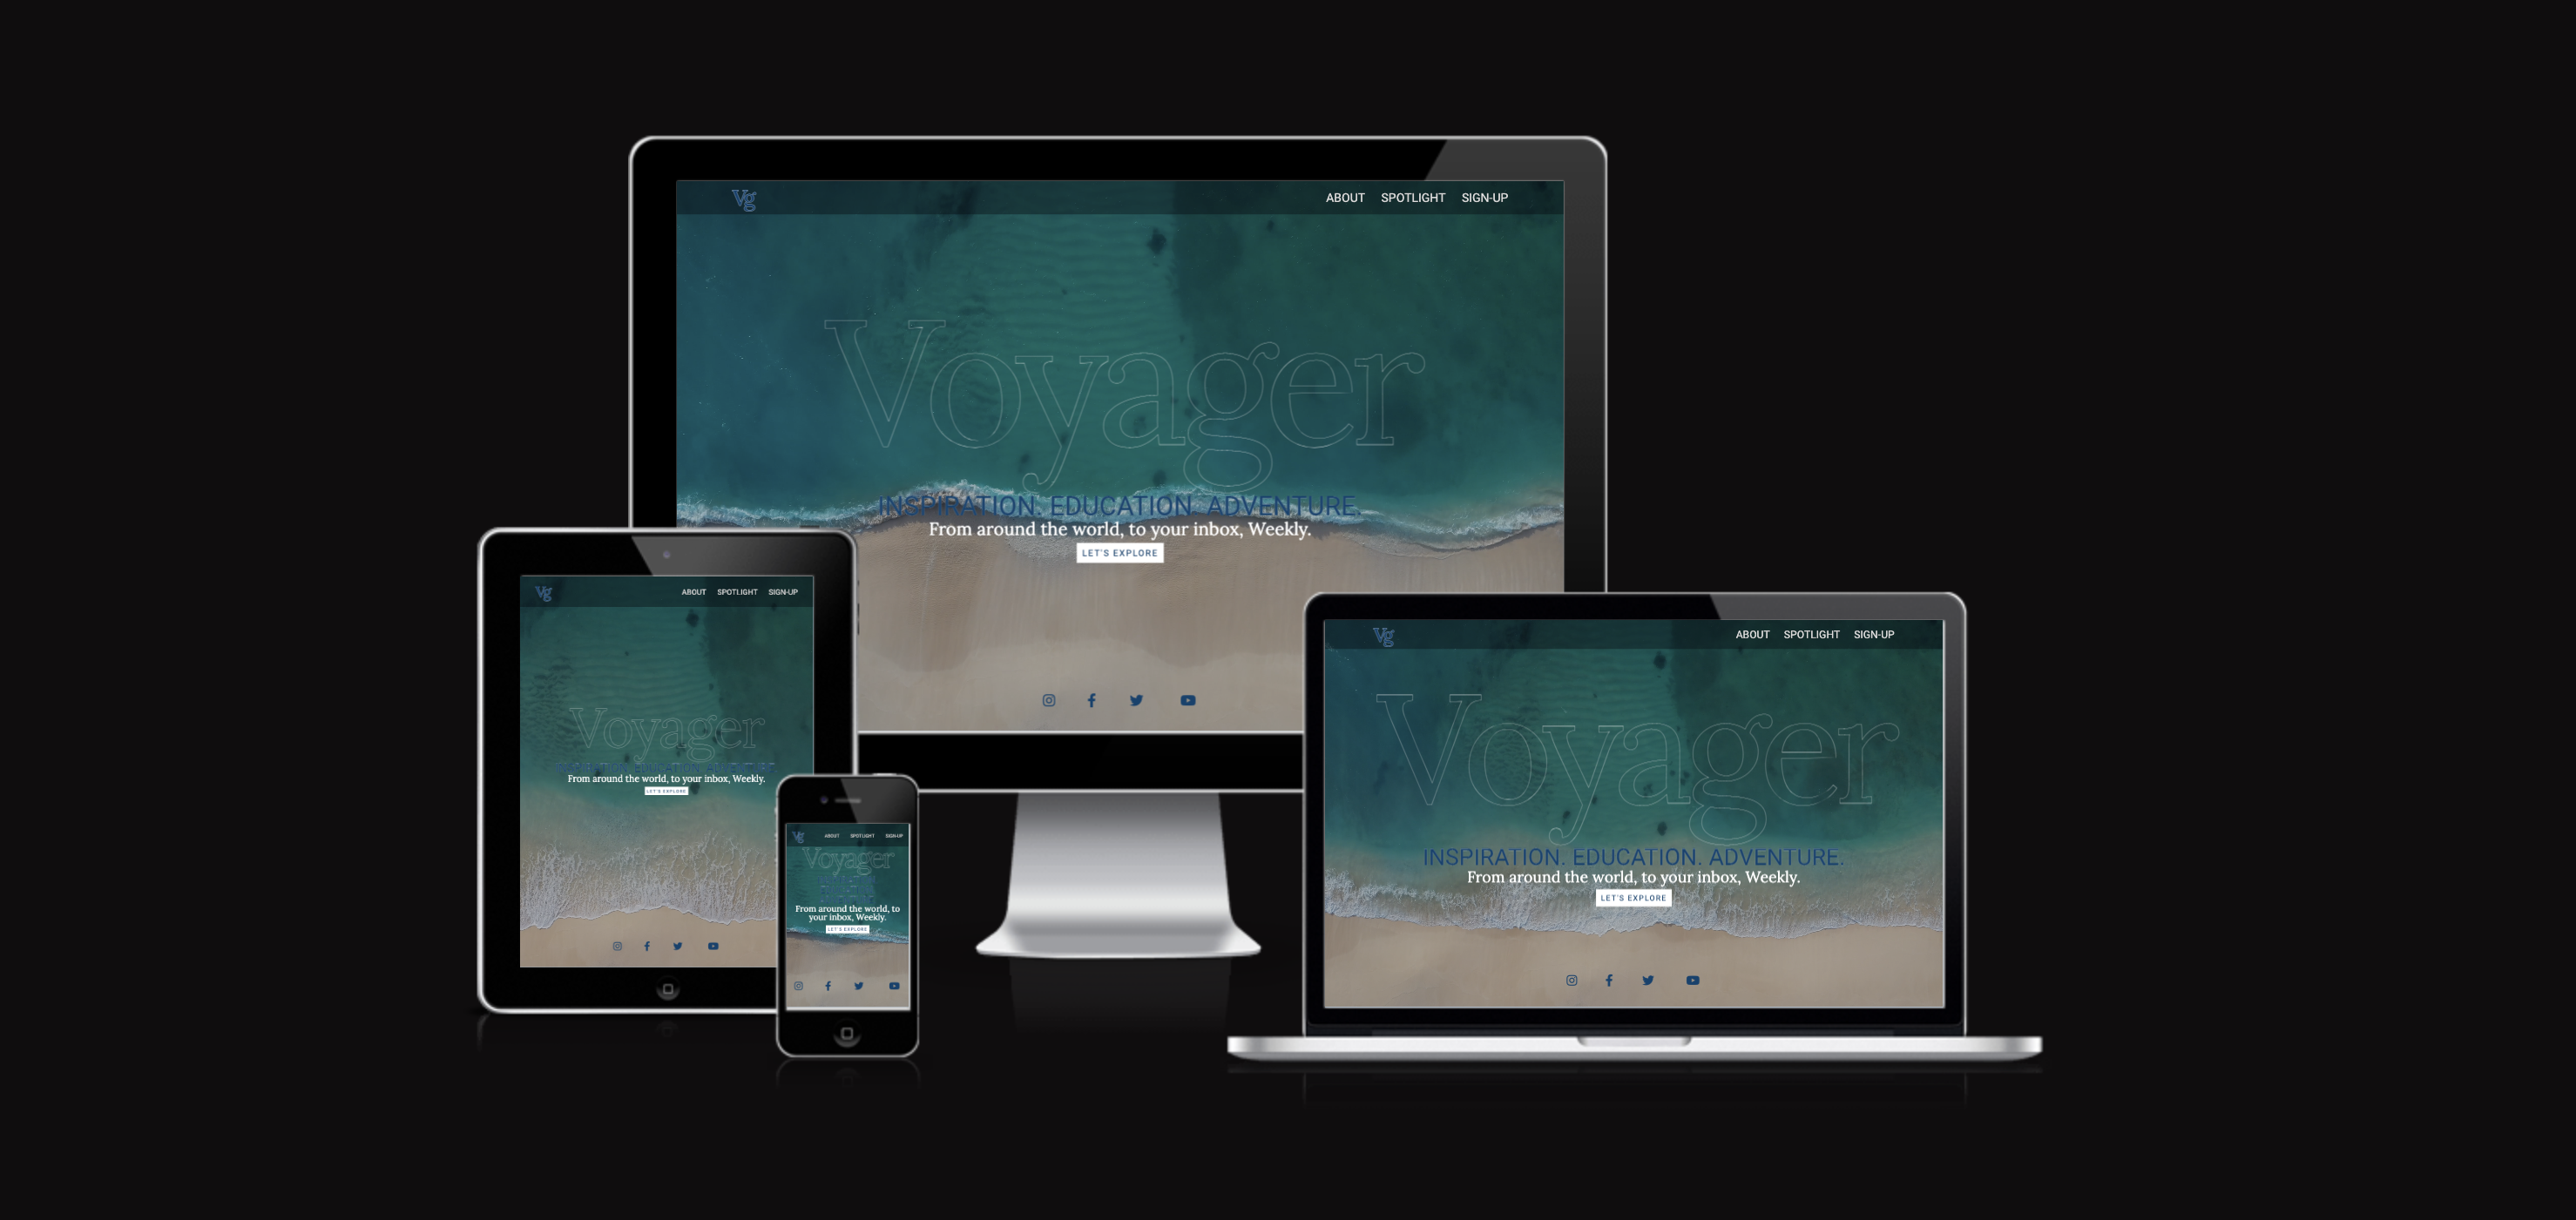 Vg
ABOUT SPOTLIGHT SIGN-UP
Voyager
INSPIRATION. EDUCATION. ADVENTURE.
From around the world, to your inbox, Weekly.
LET'S EXPLORE
Vg
ABOUT SPOTLIGHT SIGN-UP
Voyager
INSPIRATION. EDUCATION. ADVENTURE.
From around the world, to your inbox, Weekly.
LET'S EXPLORE
Vg
ABOUT SPOTLIGHT SIGN-UP
Voyager
From around the world, to
your inbox, Weekly.
LET'S EXPLORE
Vg
ABOUT SPOTLIGHT SIGN-UP
Voyager
INSPIRATION. EDUCATION. ADVENTURE.
From around the world, to your inbox, Weekly.
LET'S EXPLORE